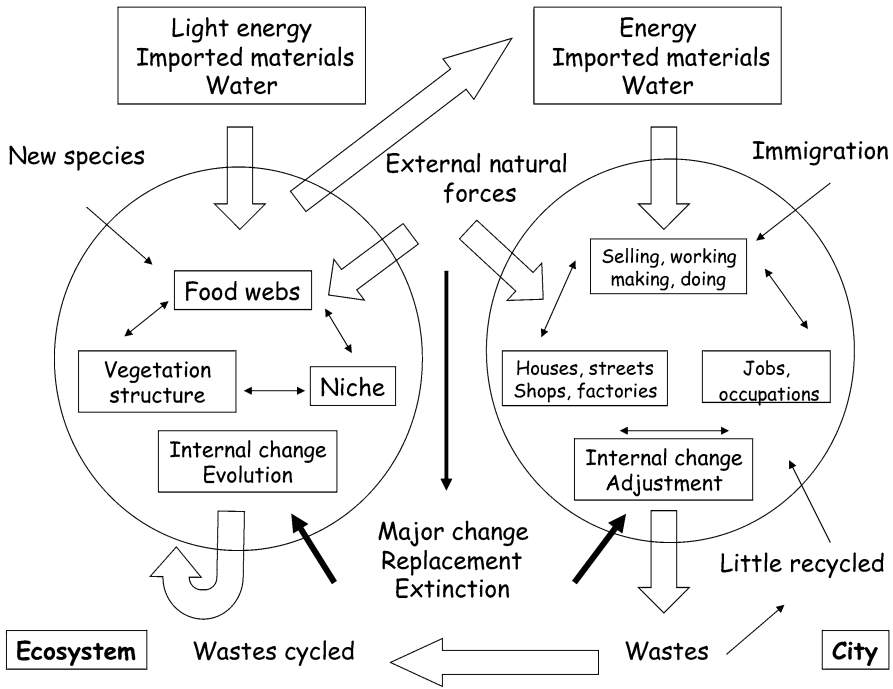 Light energy
Imported materials
Water
Energy
Imported materials
Water
New species
External natural
forces
Immigration
Food webs
Selling, working
making, doing
Vegetation
structure
Niche
Houses, streets
Shops, factories
Jobs,
occupations
Internal change
Evolution
Internal change
Adjustment
Major change
Replacement
Extinction
Little recycled
Ecosystem
Wastes cycled
Wastes
City